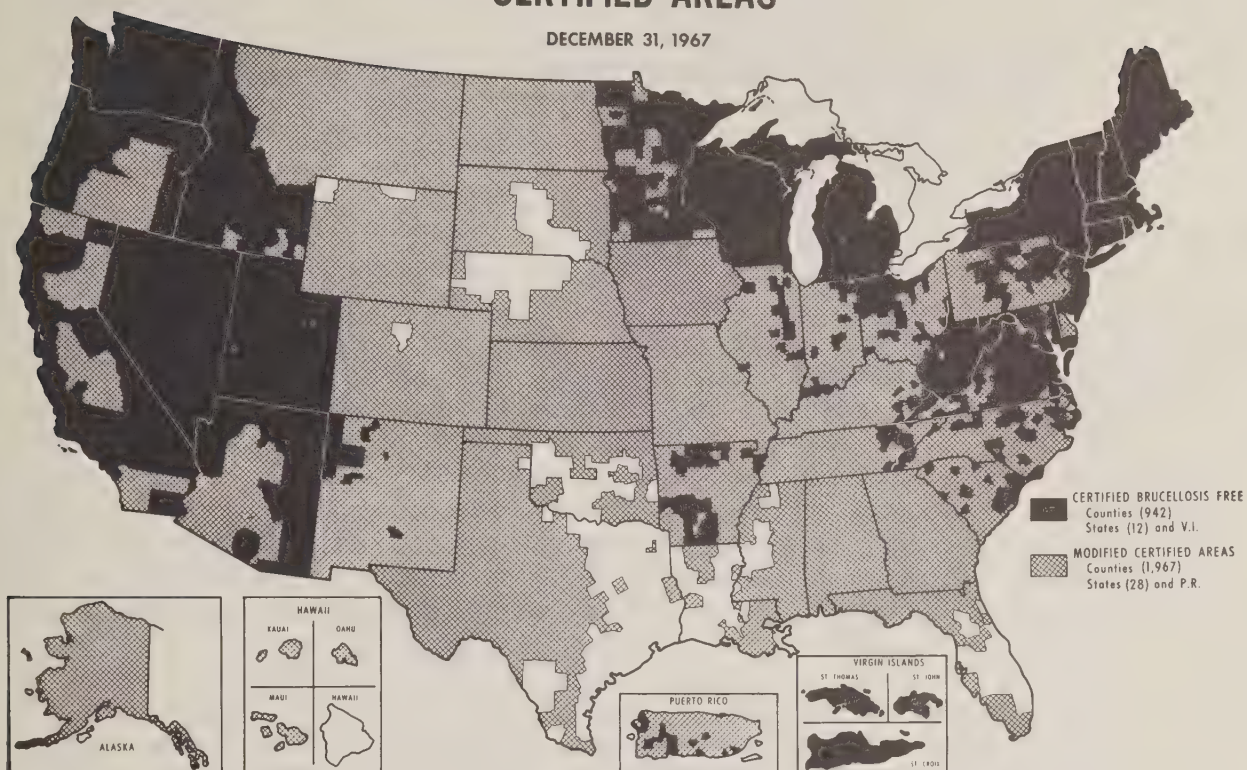 CERTIFIED AREAS
DECEMBER 31, 1967
CERTIFIED BRUCELLOSIS FREE
Counties (942)
States (12) and V.I.
MODIFIED CERTIFIED AREAS
Counties (1,967)
States (28) and P.R.
ALASKA
HAWAII
KAUAI
OAHU
MAUI
HAWAII
PUERTO RICO
VIRGIN ISLANDS
ST THOMAS
ST JOHN
ST CROIX